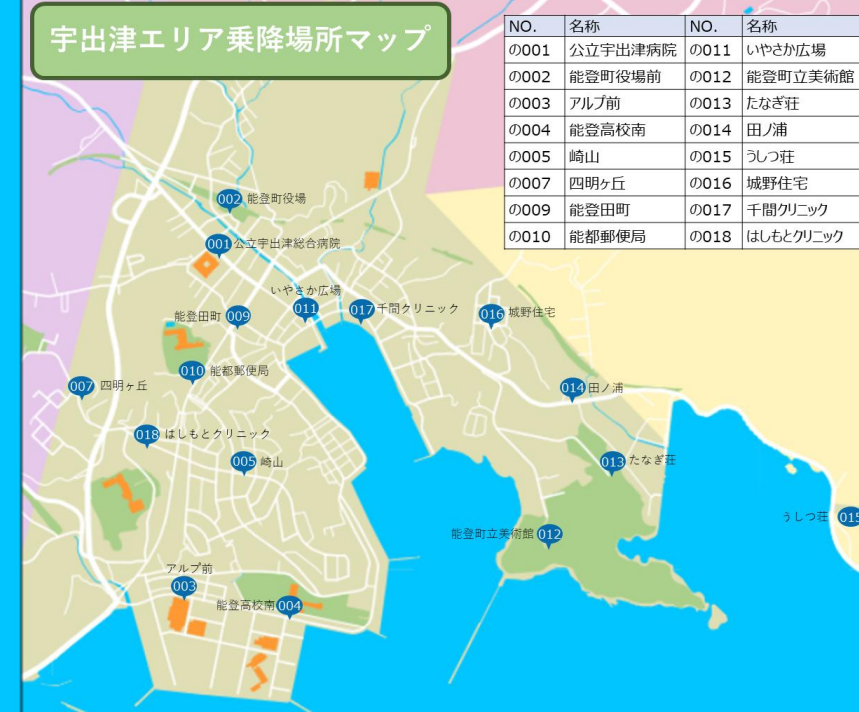 宇出津エリア乗降場所マップ
NO. 名称 NO. 名称
の001 公立宇出津病院 の011 いやさか広場
の002 能登町役場前 の012 能登町立美術館
の003 アルプ前 の013 たなぎ荘
の004 能登高校南 の014 田ノ浦
の005 崎山 の015 うしつ荘
の007 四明ヶ丘 の016 城野住宅
の009 能登田町 の017 千間クリニック
の010 能都郵便局 の018 はしもとクリニック
002 能登町役場
001 公立宇出津総合病院
いやさか広場
011
能登田町 009
017 千間クリニック
016 城野住宅
010 能都郵便局
007 四明ヶ丘
014 田ノ浦
018 はしもとクリニック
005 崎山
013 たなぎ荘
能登町立美術館 012
うしつ荘 015
アルプ前
003
能登高校南 004